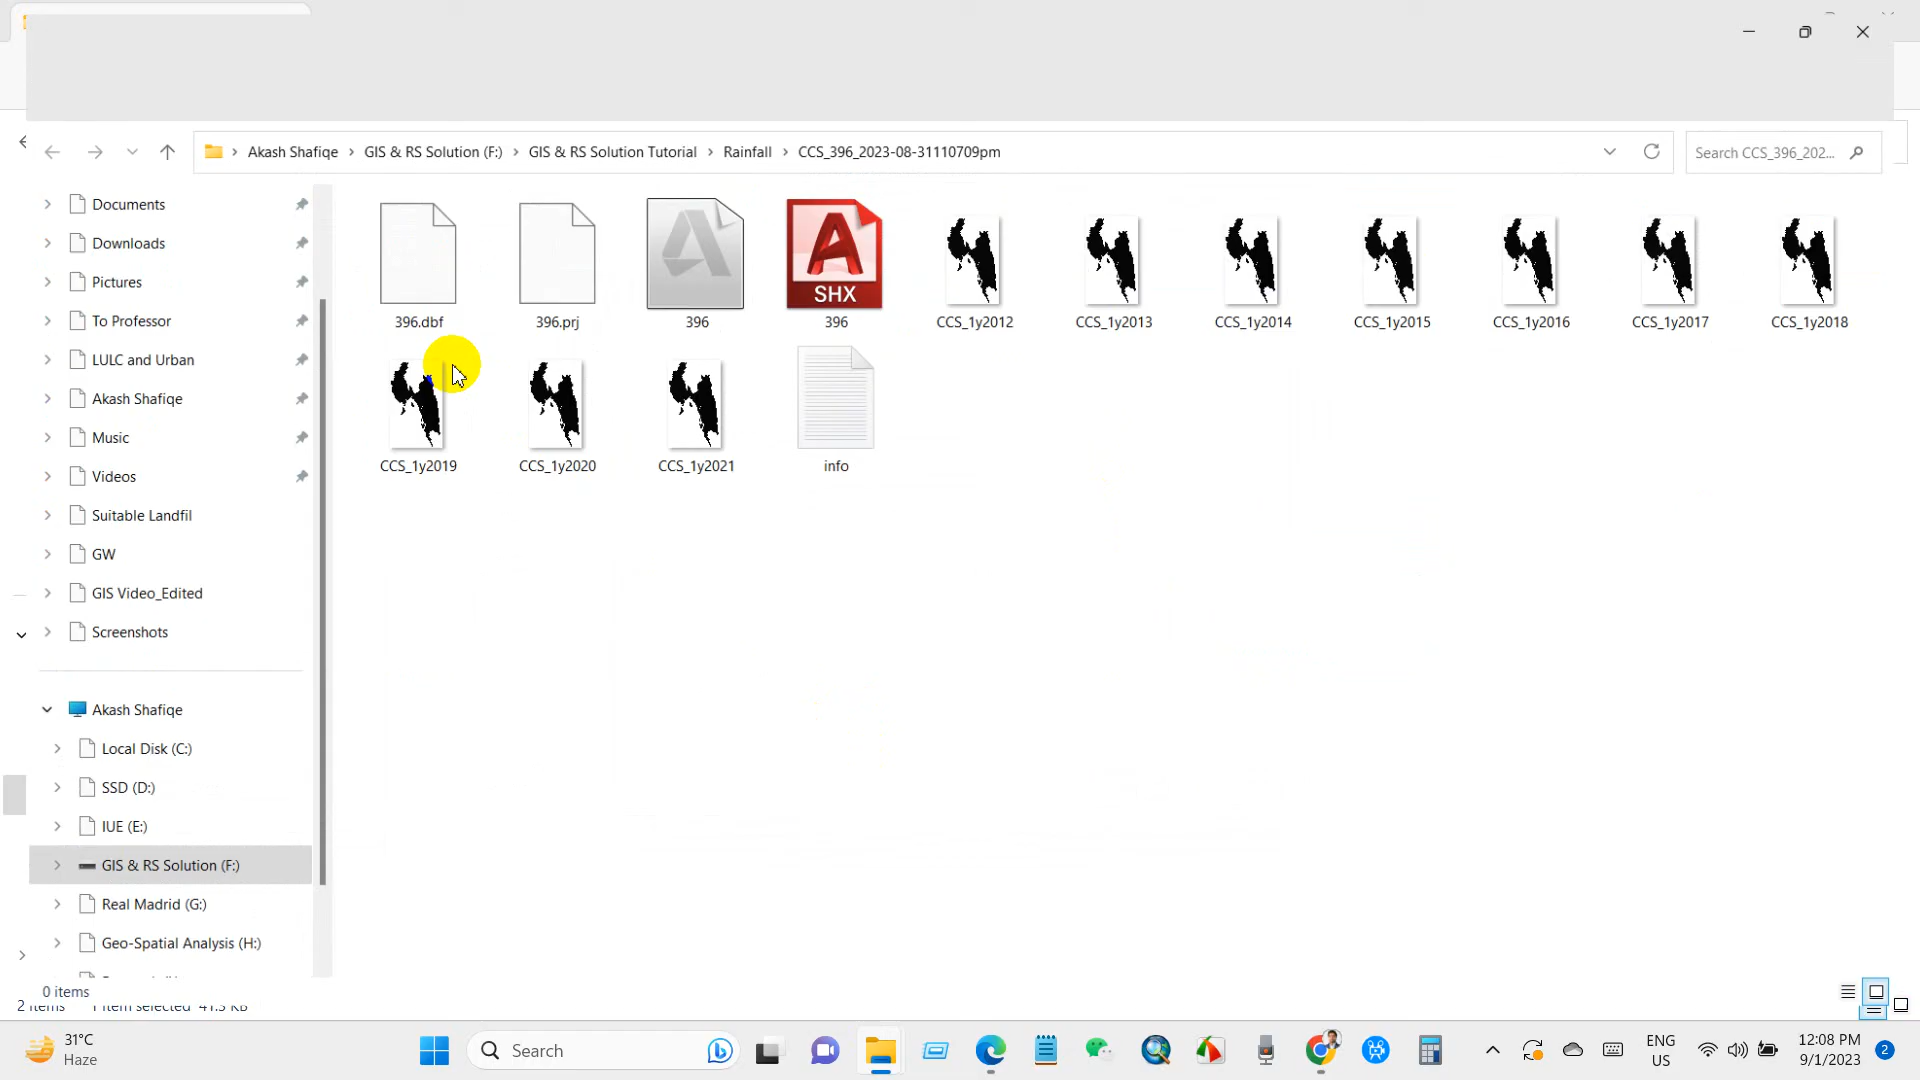 Akash Shafiqe > GIS & RS Solution (F:) > GIS & RS Solution Tutorial > Rainfall > CCS_396_2023-08-31110709pm
Search CCS_396_202...
Documents
Downloads
Pictures
To Professor
LULC and Urban
Akash Shafiqe
Music
Videos
Suitable Landfil
GW
GIS Video_Edited
Screenshots
Akash Shafiqe
Local Disk (C:)
SSD (D:)
IUE (E:)
GIS & RS Solution (F:)
Real Madrid (G:)
Geo-Spatial Analysis (H:)
SHX
396.dbf 396.prj 396 396 CCS_1y2012 CCS_1y2013 CCS_1y2014 CCS_1y2015 CCS_1y2016 CCS_1y2017 CCS_1y2018
CCS_1y2019 CCS_1y2020 CCS_1y2021 info
0 items
2 items 1 item selected 41.5 KB
31°C
Haze
Search
ENG
US
12:08 PM
9/1/2023
2